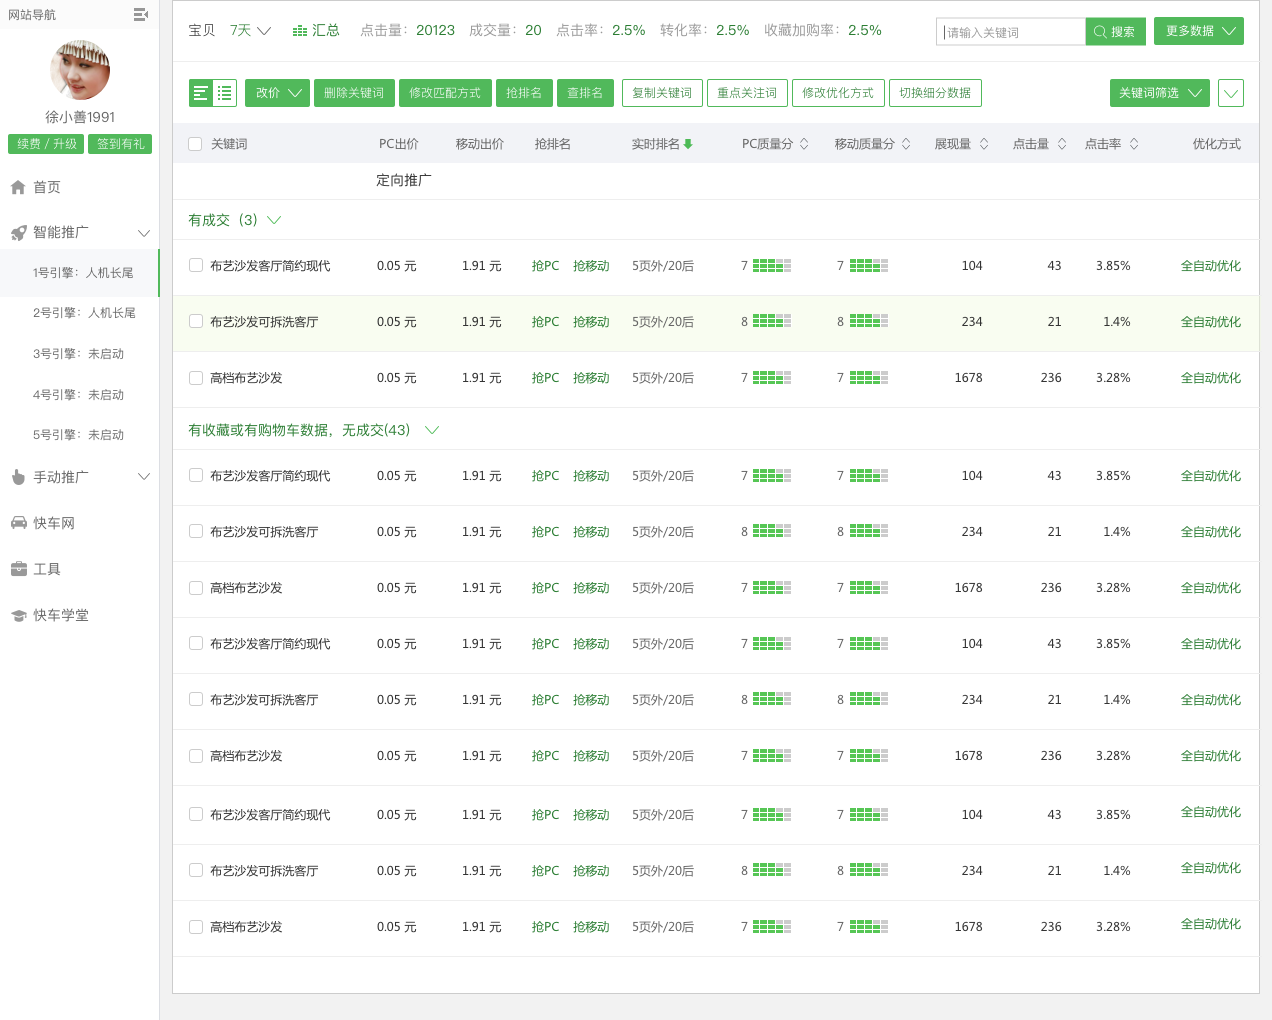 网站导航
徐小善1991
续费 / 升级 签到有礼
首页
智能推广
1号引擎：人机长尾
2号引擎：人机长尾
3号引擎：未启动
4号引擎：未启动
5号引擎：未启动
手动推广
快车网
工具
快车学堂
宝贝 7天 汇总 点击量：20123 成交量：20 点击率：2.5% 转化率：2.5% 收藏加购率：2.5% 请输入关键词 搜索 更多数据
改价 删除关键词 修改匹配方式 抢排名 查排名 复制关键词 重点关注词 修改优化方式 切换细分数据 关键词筛选
关键词 PC出价 移动出价 抢排名 实时排名 PC质量分 移动质量分 展现量 点击量 点击率 优化方式
定向推广
有成交（3）
布艺沙发客厅简约现代 0.05 元 1.91 元 抢PC 抢移动 5页外/20后 7 7 104 43 3.85% 全自动优化
布艺沙发可拆洗客厅 0.05 元 1.91 元 抢PC 抢移动 5页外/20后 8 8 234 21 1.4% 全自动优化
高档布艺沙发 0.05 元 1.91 元 抢PC 抢移动 5页外/20后 7 7 1678 236 3.28% 全自动优化
有收藏或有购物车数据，无成交(43)
布艺沙发客厅简约现代 0.05 元 1.91 元 抢PC 抢移动 5页外/20后 7 7 104 43 3.85% 全自动优化
布艺沙发可拆洗客厅 0.05 元 1.91 元 抢PC 抢移动 5页外/20后 8 8 234 21 1.4% 全自动优化
高档布艺沙发 0.05 元 1.91 元 抢PC 抢移动 5页外/20后 7 7 1678 236 3.28% 全自动优化
布艺沙发客厅简约现代 0.05 元 1.91 元 抢PC 抢移动 5页外/20后 7 7 104 43 3.85% 全自动优化
布艺沙发可拆洗客厅 0.05 元 1.91 元 抢PC 抢移动 5页外/20后 8 8 234 21 1.4% 全自动优化
高档布艺沙发 0.05 元 1.91 元 抢PC 抢移动 5页外/20后 7 7 1678 236 3.28% 全自动优化
布艺沙发客厅简约现代 0.05 元 1.91 元 抢PC 抢移动 5页外/20后 7 7 104 43 3.85% 全自动优化
布艺沙发可拆洗客厅 0.05 元 1.91 元 抢PC 抢移动 5页外/20后 8 8 234 21 1.4% 全自动优化
高档布艺沙发 0.05 元 1.91 元 抢PC 抢移动 5页外/20后 7 7 1678 236 3.28% 全自动优化